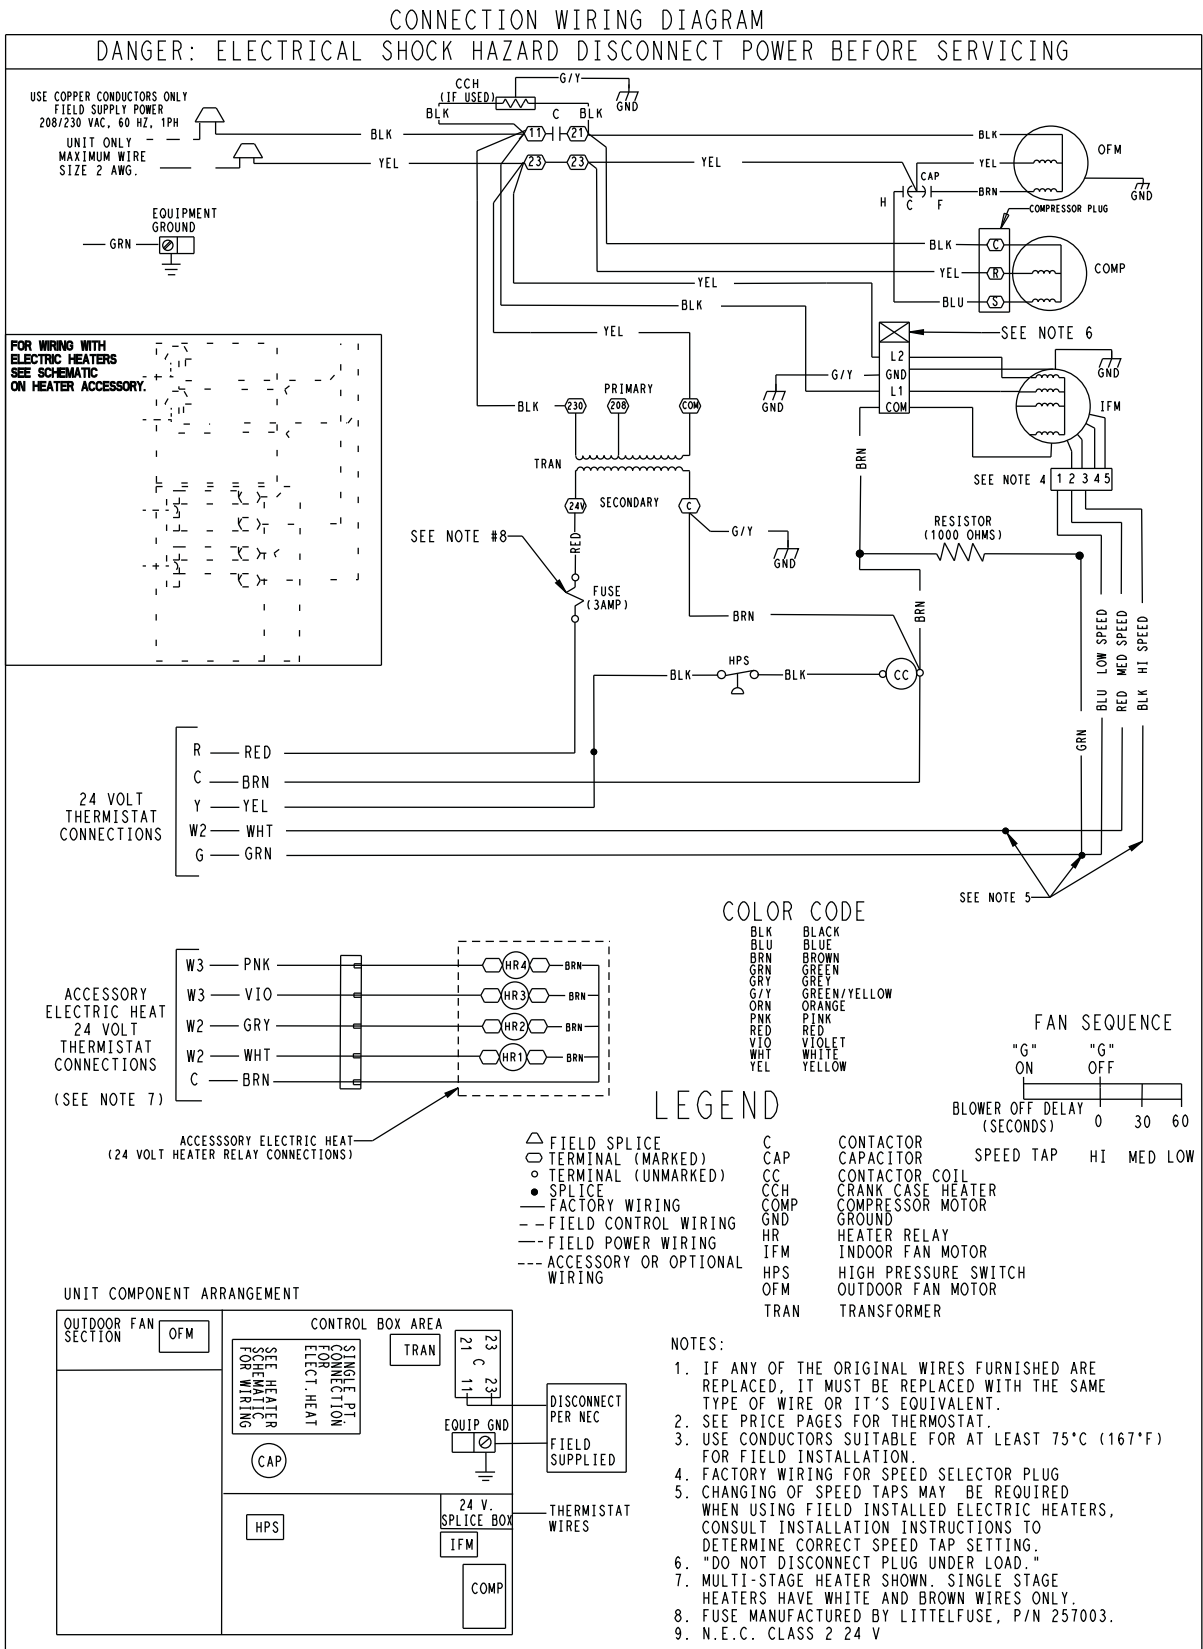 CONNECTION WIRING DIAGRAM
DANGER: ELECTRICAL SHOCK HAZARD DISCONNECT POWER BEFORE SERVICING
USE COPPER CONDUCTORS ONLY
FIELD SUPPLY POWER
208/230 VAC, 60 HZ, 1PH
UNIT ONLY
MAXIMUM WIRE
SIZE 2 AWG.
BLK
YEL
EQUIPMENT
GROUND
GRN
CCH
(IF USED)
G/Y
GND
BLK
C
BLK
11
21
23
23
YEL
BLK
YEL
BRN
OFM
GND
CAP
H
C
F
COMPRESSOR PLUG
BLK
C
YEL
R
BLU
S
COMP
YEL
BLK
YEL
SEE NOTE 6
L2
GND
L1
COM
G/Y
GND
GND
IFM
FOR WIRING WITH
ELECTRIC HEATERS
SEE SCHEMATIC
ON HEATER ACCESSORY.
PRIMARY
BLK
230
208
COM
TRAN
SECONDARY
24V
C
RED
G/Y
GND
BRN
SEE NOTE 4
1 2 3 4 5
RESISTOR
(1000 OHMS)
SEE NOTE #8
FUSE
(3AMP)
BRN
BRN
HPS
BLK
BLK
CC
BLU LOW SPEED
RED MED SPEED
BLK HI SPEED
GRN
24 VOLT
THERMISTAT
CONNECTIONS
R RED
C BRN
Y YEL
W2 WHT
G GRN
SEE NOTE 5
ACCESSORY
ELECTRIC HEAT
24 VOLT
THERMISTAT
CONNECTIONS
(SEE NOTE 7)
W3 PNK HR4 BRN
W3 VIO HR3 BRN
W2 GRY HR2 BRN
W2 WHT HR1 BRN
C BRN
ACCESSSORY ELECTRIC HEAT
(24 VOLT HEATER RELAY CONNECTIONS)
COLOR CODE
BLK BLACK
BLU BLUE
BRN BROWN
GRN GREEN
GRY GREY
G/Y GREEN/YELLOW
ORN ORANGE
PNK PINK
RED RED
VIO VIOLET
WHT WHITE
YEL YELLOW
FAN SEQUENCE
"G" "G"
ON OFF
BLOWER OFF DELAY
(SECONDS) 0 30 60
SPEED TAP HI MED LOW
LEGEND
FIELD SPLICE
TERMINAL (MARKED)
TERMINAL (UNMARKED)
SPLICE
FACTORY WIRING
FIELD CONTROL WIRING
FIELD POWER WIRING
ACCESSORY OR OPTIONAL
WIRING
C CONTACTOR
CAP CAPACITOR
CC CONTACTOR COIL
CCH CRANK CASE HEATER
COMP COMPRESSOR MOTOR
GND GROUND
HR HEATER RELAY
IFM INDOOR FAN MOTOR
HPS HIGH PRESSURE SWITCH
OFM OUTDOOR FAN MOTOR
TRAN TRANSFORMER
UNIT COMPONENT ARRANGEMENT
OUTDOOR FAN
SECTION
OFM
CONTROL BOX AREA
SINGLE PT.
CONNECTION
FOR
ELECT.HEAT
SEE HEATER
SCHEMATIC
FOR WIRING
TRAN
21 23
C
11 23
DISCONNECT
PER NEC
FIELD
SUPPLIED
EQUIP GND
CAP
HPS
24 V.
SPLICE BOX
THERMISTAT
WIRES
IFM
COMP
NOTES:
1. IF ANY OF THE ORIGINAL WIRES FURNISHED ARE
REPLACED, IT MUST BE REPLACED WITH THE SAME
TYPE OF WIRE OR IT'S EQUIVALENT.
2. SEE PRICE PAGES FOR THERMOSTAT.
3. USE CONDUCTORS SUITABLE FOR AT LEAST 75°C (167°F)
FOR FIELD INSTALLATION.
4. FACTORY WIRING FOR SPEED SELECTOR PLUG
5. CHANGING OF SPEED TAPS MAY BE REQUIRED
WHEN USING FIELD INSTALLED ELECTRIC HEATERS,
CONSULT INSTALLATION INSTRUCTIONS TO
DETERMINE CORRECT SPEED TAP SETTING.
6. "DO NOT DISCONNECT PLUG UNDER LOAD."
7. MULTI-STAGE HEATER SHOWN. SINGLE STAGE
HEATERS HAVE WHITE AND BROWN WIRES ONLY.
8. FUSE MANUFACTURED BY LITTELFUSE, P/N 257003.
9. N.E.C. CLASS 2 24 V